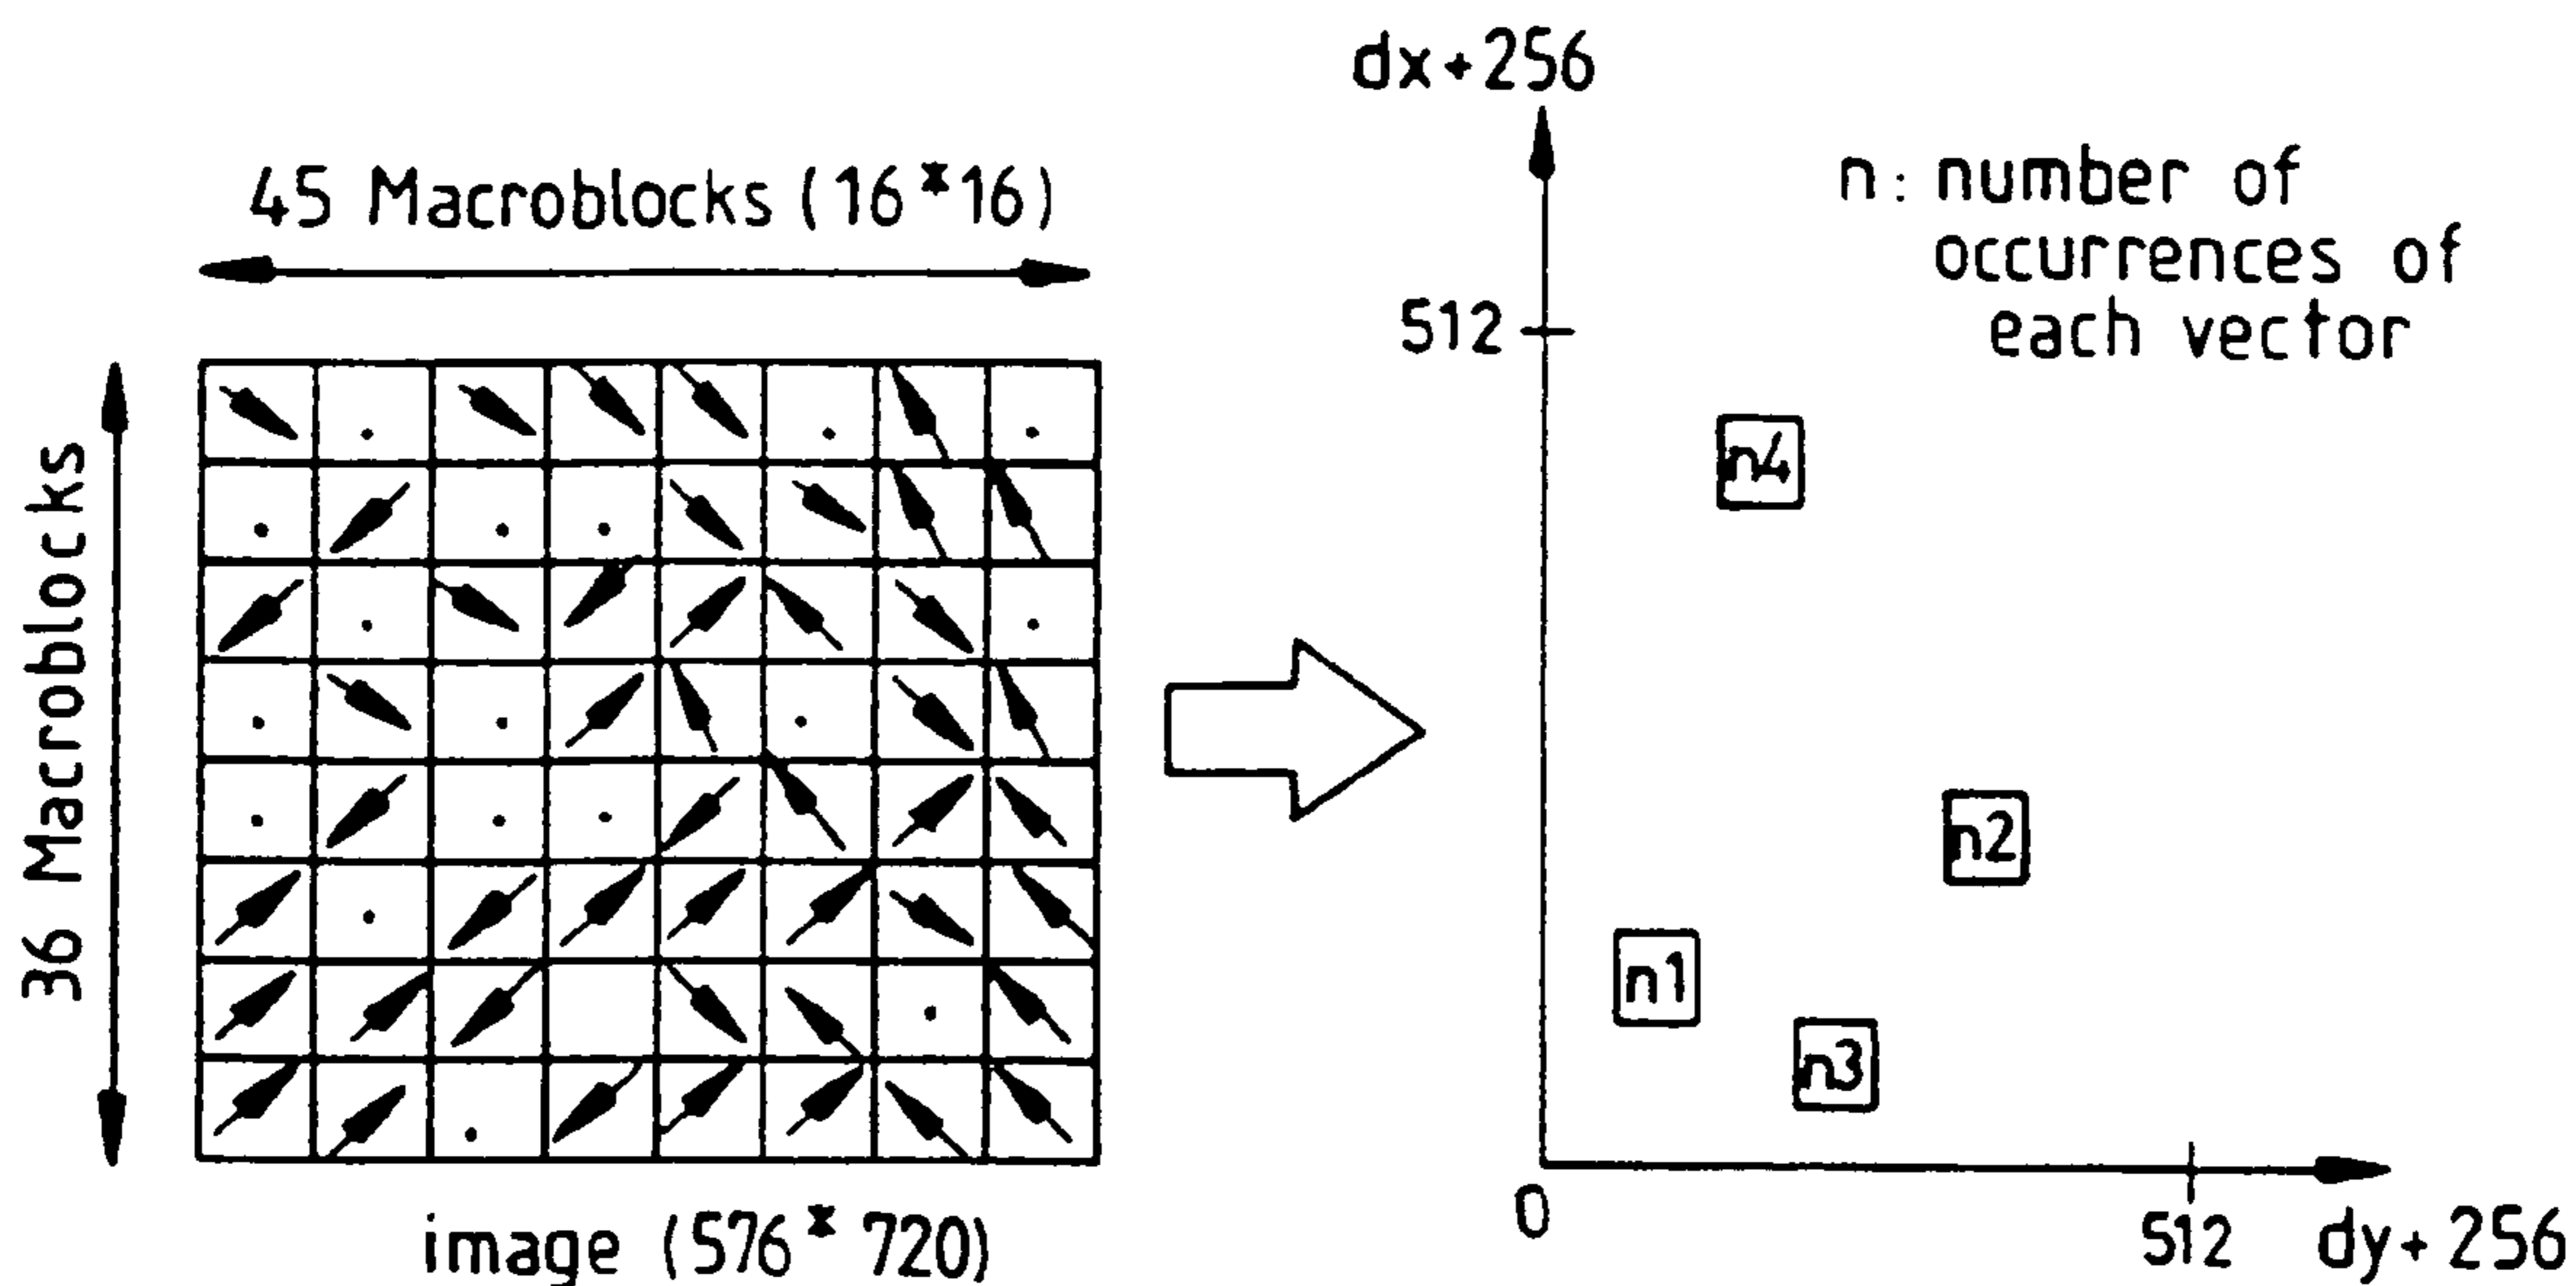 45 Macroblocks (16*16)
36 Macroblocks
image (576* 720)
dx+256
n: number of
occurrences of
each vector
512
n4
n2
n1
n3
0
512
dy+ 256